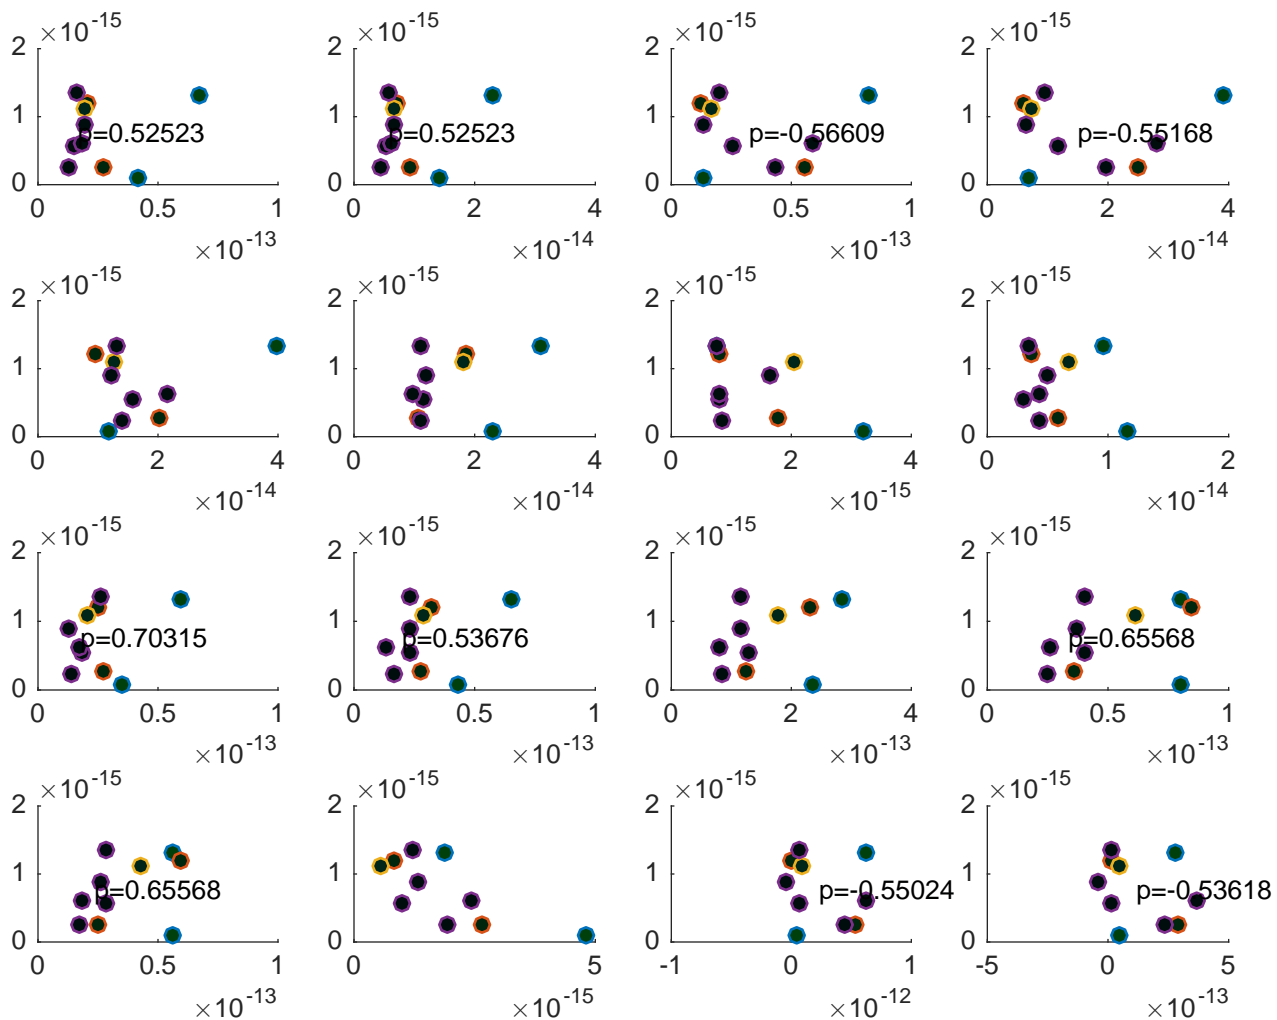 ×10-15 ×10-15 ×10-15 ×10-15
2 2 2 2
1 1 1 1
p=0.52523 p=0.52523 p=-0.56609 p=-0.55168
0 0 0 0
0 0.5 1 0 2 4 0 0.5 1 0 2 4
×10-13 ×10-14 ×10-13 ×10-14
×10-15 ×10-15 ×10-15 ×10-15
2 2 2 2
1 1 1 1
0 0 0 0
0 2 4 0 2 4 0 2 4 0 1 2
×10-14 ×10-14 ×10-15 ×10-14
×10-15 ×10-15 ×10-15 ×10-15
2 2 2 2
1 1 1 1
p=0.70315 p=0.53676 p=0.65568
0 0 0 0
0 0.5 1 0 0.5 1 0 2 4 0 0.5 1
×10-13 ×10-13 ×10-13 ×10-13
×10-15 ×10-15 ×10-15 ×10-15
2 2 2 2
1 1 1 1
p=0.65568 p=-0.55024 p=-0.53618
0 0 0 0
0 0.5 1 0 5 -1 0 1 -5 0 5
×10-13 ×10-15 ×10-12 ×10-13